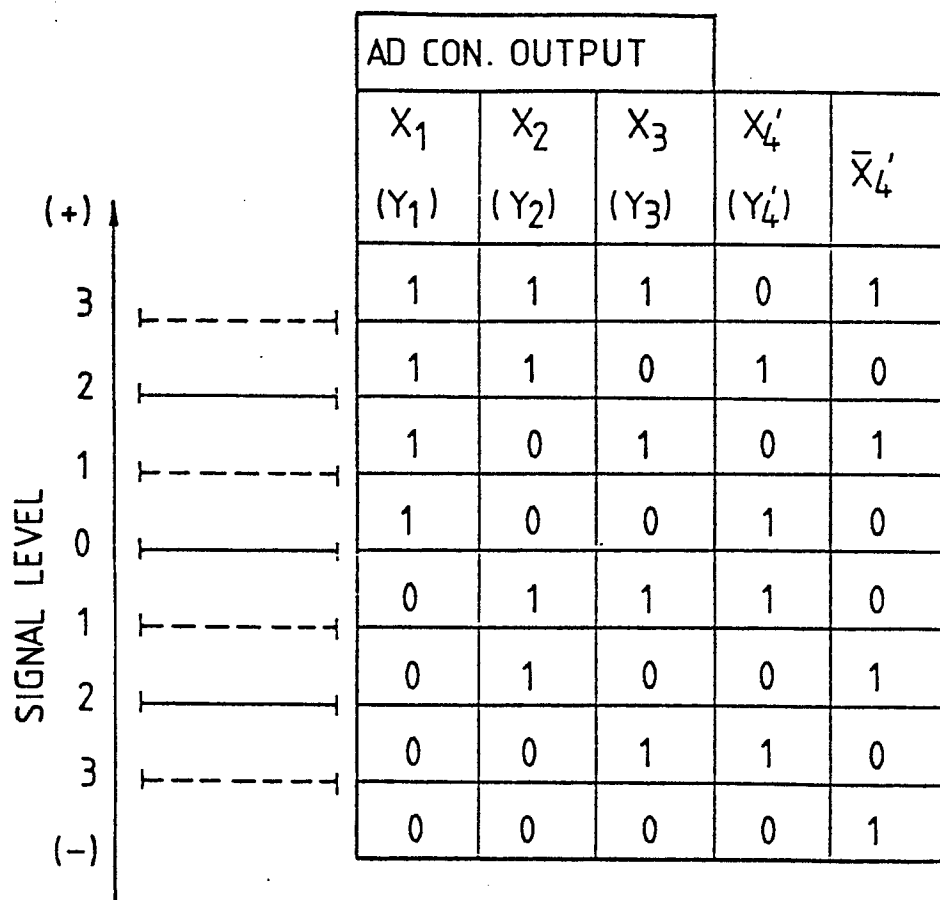 AD CON. OUTPUT
X1 X2 X3 X4' X̄4'
(Y1) (Y2) (Y3) (Y4')
(+)
3 1 1 1 0 1
2 1 1 0 1 0
1 1 0 1 0 1
0 1 0 0 1 0
1 0 1 1 1 0
2 0 1 0 0 1
3 0 0 1 1 0
(-) 0 0 0 0 1
SIGNAL LEVEL